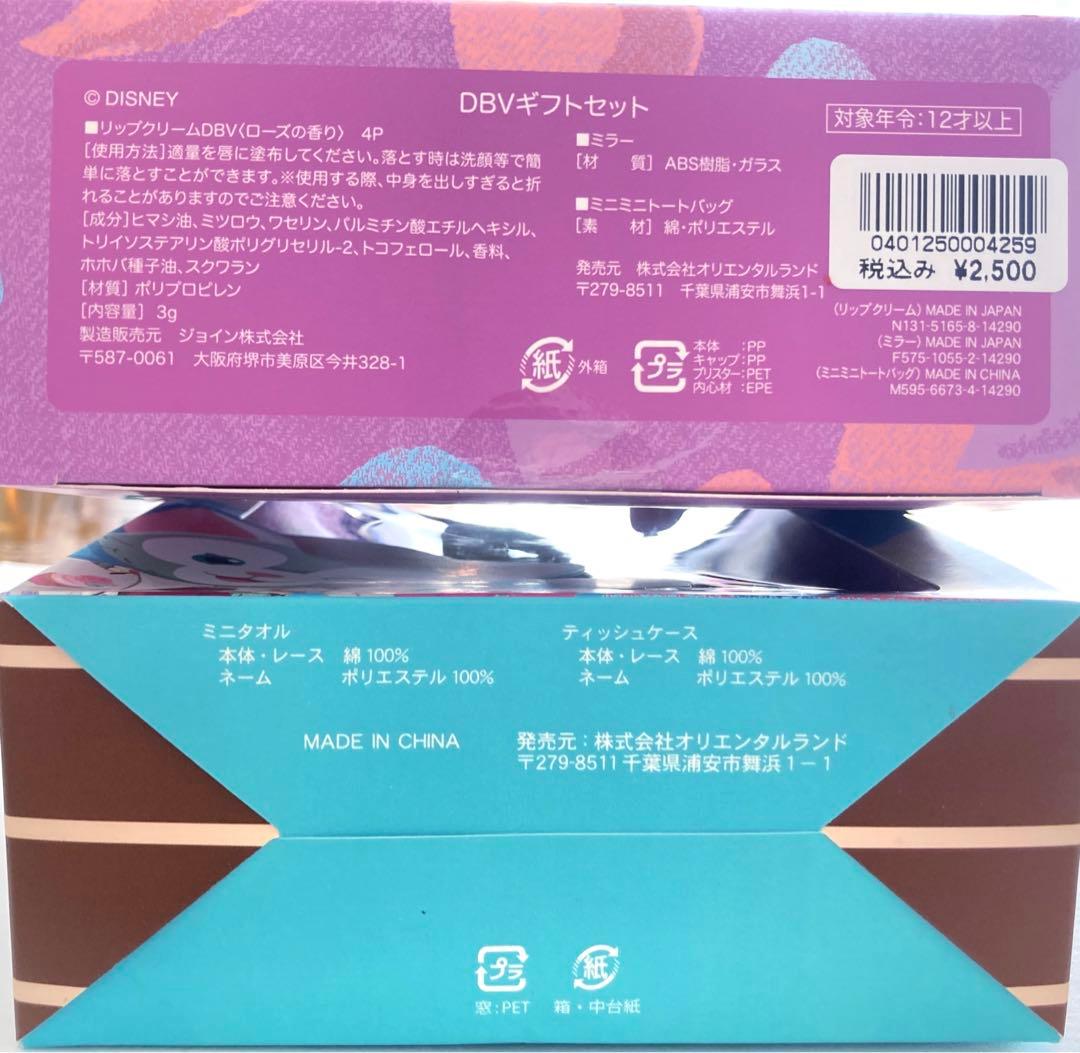 © DISNEY
DBVギフトセット
対象年令:12才以上
■リップクリームDBV〈ローズの香り〉 4P
[使用方法]適量を唇に塗布してください。落とす時は洗顔等で簡
単に落とすことができます。※使用する際、中身を出しすぎると折
れることがありますのでご注意ください。
[成分]ヒマシ油、ミツロウ、ワセリン、パルミチン酸エチルヘキシル、
トリイソステアリン酸ポリグリセリル-2、トコフェロール、香料、
ホホバ種子油、スクワラン
[材質]ポリプロピレン
[内容量] 3g
製造販売元 ジョイン株式会社
〒587-0061 大阪府堺市美原区今井328-1
■ミラー
[材 質] ABS樹脂・ガラス
■ミニミニトートバッグ
[素 材] 綿・ポリエステル
発売元 株式会社オリエンタルランド
〒279-8511 千葉県浦安市舞浜1-1
0401250004259
税込み ¥2,500
(リップクリーム) MADE IN JAPAN
N131-5165-8-14290
(ミラー) MADE IN JAPAN
F575-1055-2-14290
(ミニミニトートバッグ) MADE IN CHINA
M595-6673-4-14290
紙 外箱
プラ
本体 :PP
キャップ:PP
ブリスター:PET
内心材 :EPE
ミニタオル
本体・レース 綿100%
ネーム ポリエステル100%
ティッシュケース
本体・レース 綿100%
ネーム ポリエステル100%
MADE IN CHINA
発売元:株式会社オリエンタルランド
〒279-8511 千葉県浦安市舞浜1-1
プラ
窓:PET
紙
箱・中台紙